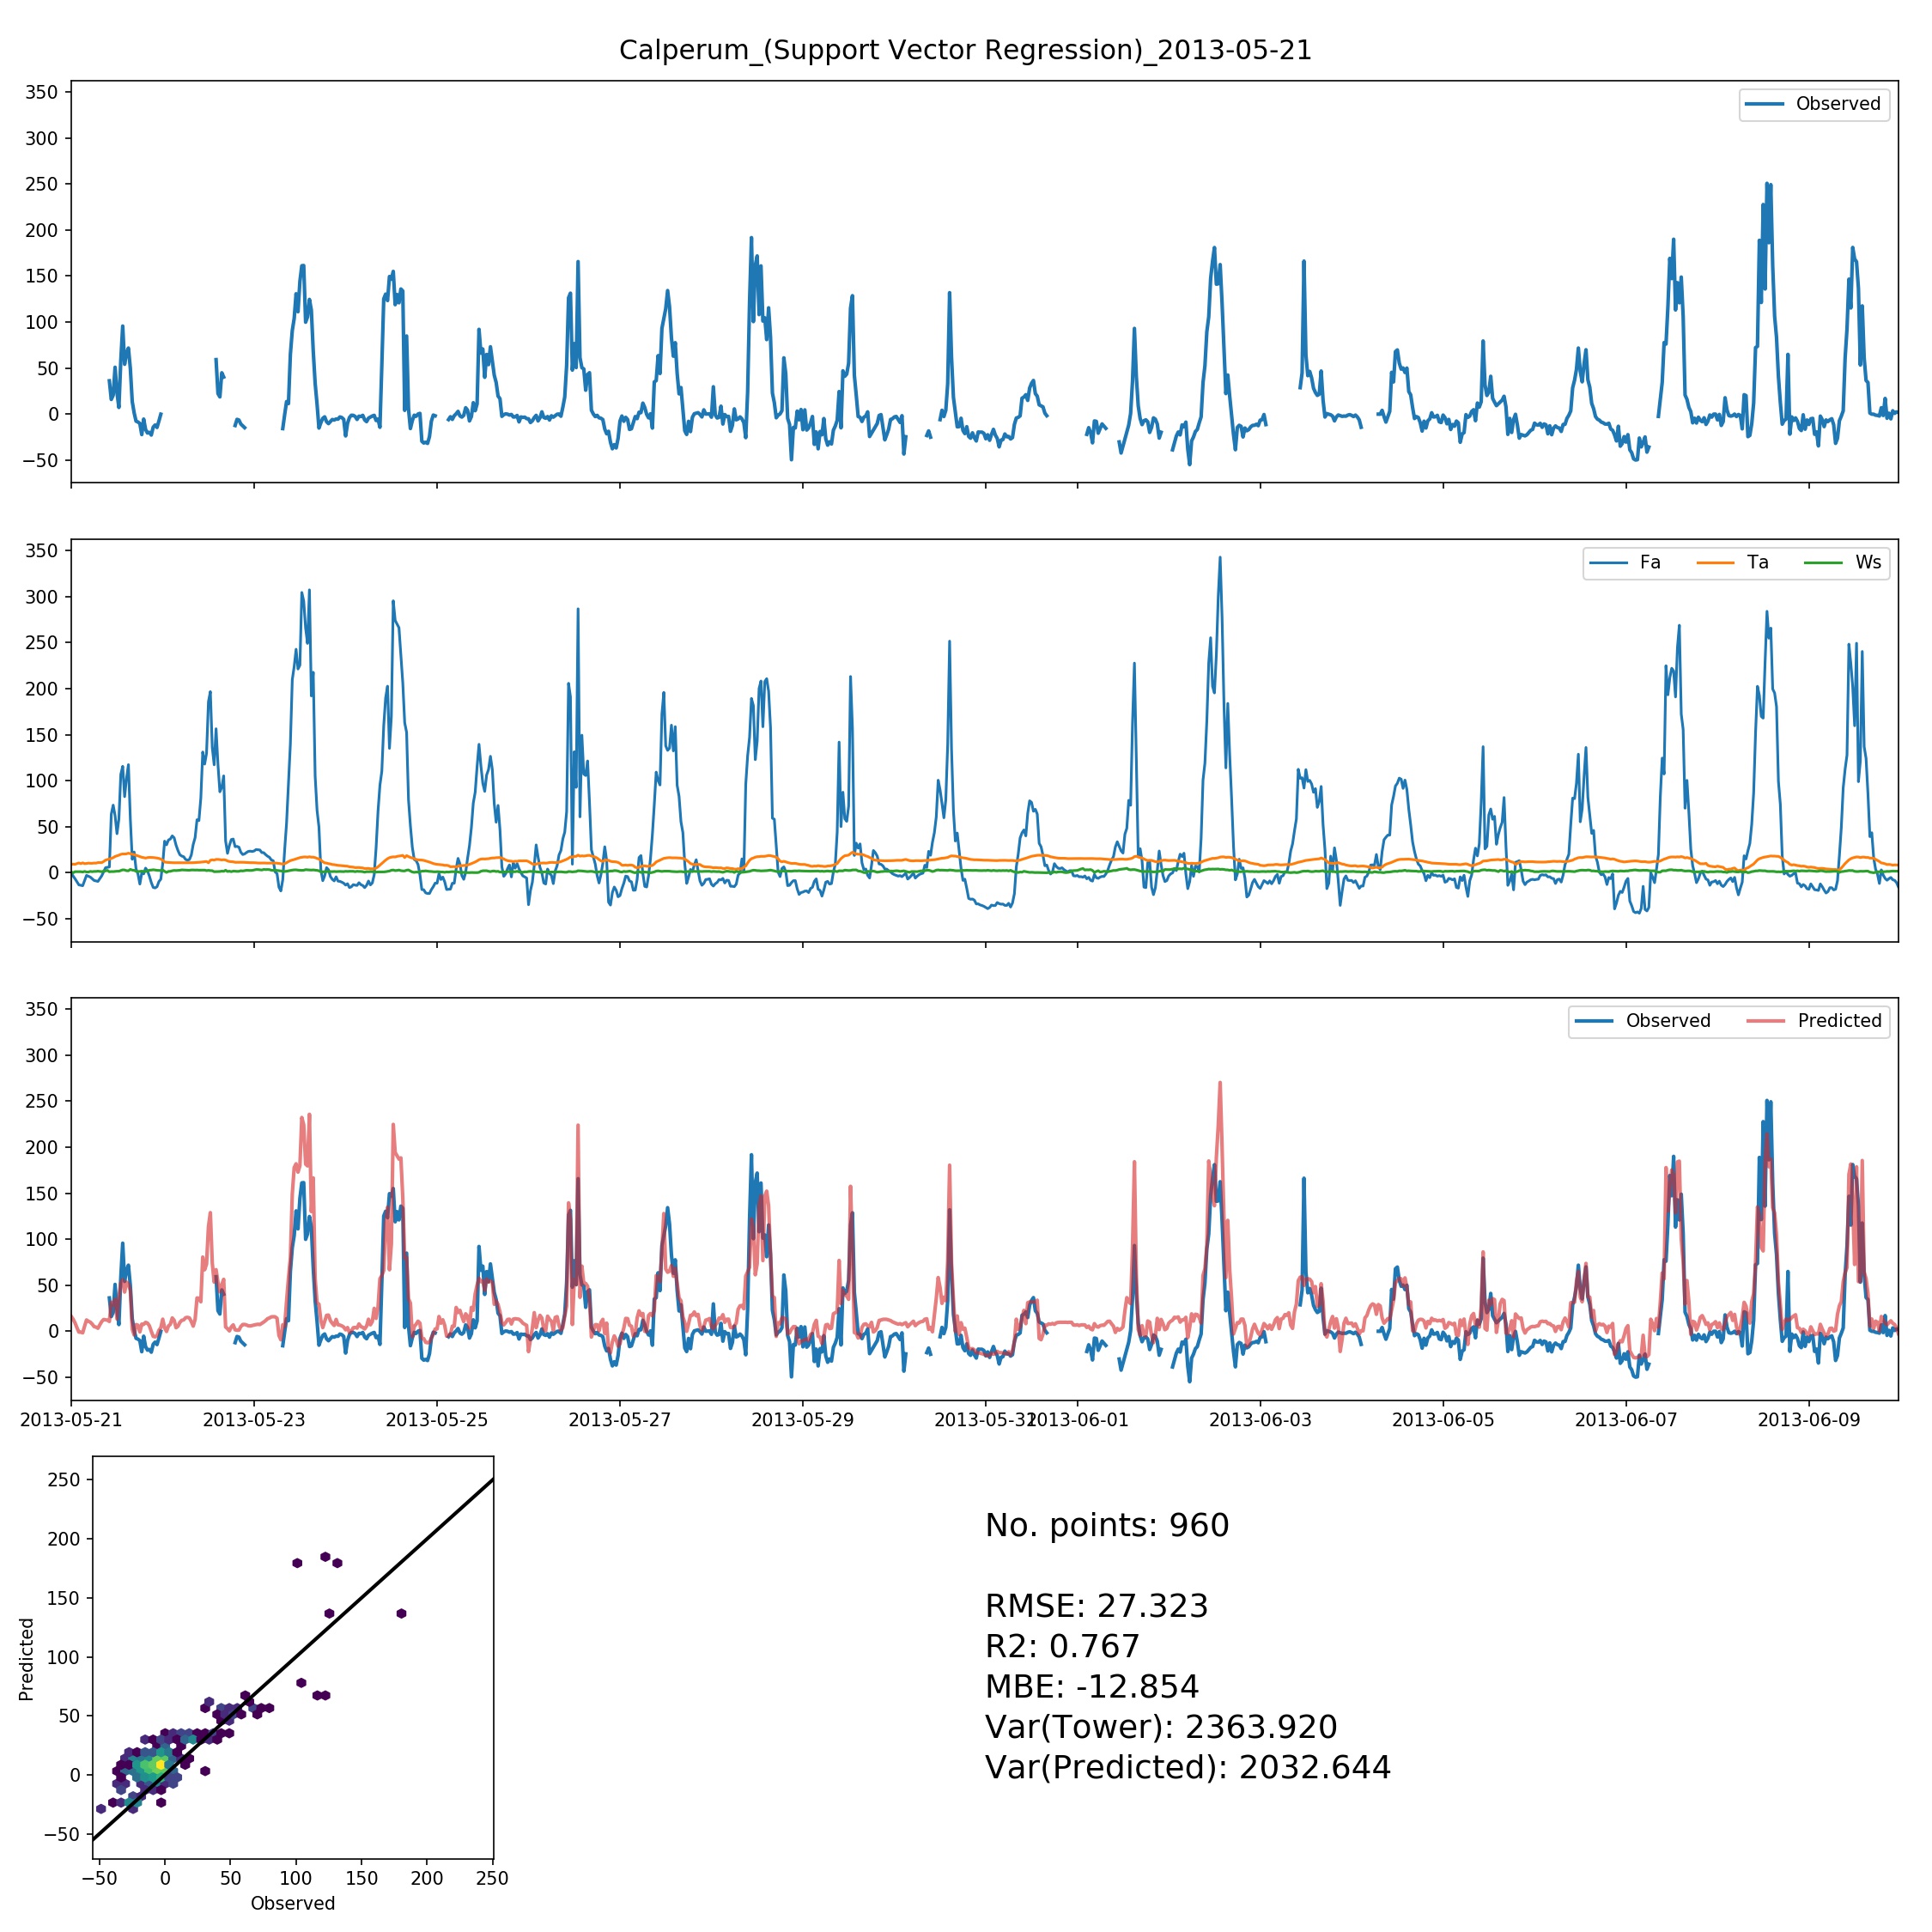 Calperum_(Support Vector Regression)_2013-05-21
350
300
250
200
150
100
50
0
−50
Observed
350
300
250
200
150
100
50
0
−50
Fa Ta Ws
350
300
250
200
150
100
50
0
−50
Observed Predicted
2013-05-21 2013-05-23 2013-05-25 2013-05-27 2013-05-29 2013-05-31 2013-06-01 2013-06-03 2013-06-05 2013-06-07 2013-06-09
250
200
150
100
50
0
−50
Predicted
−50 0 50 100 150 200 250
Observed
No. points: 960
RMSE: 27.323
R2: 0.767
MBE: -12.854
Var(Tower): 2363.920
Var(Predicted): 2032.644